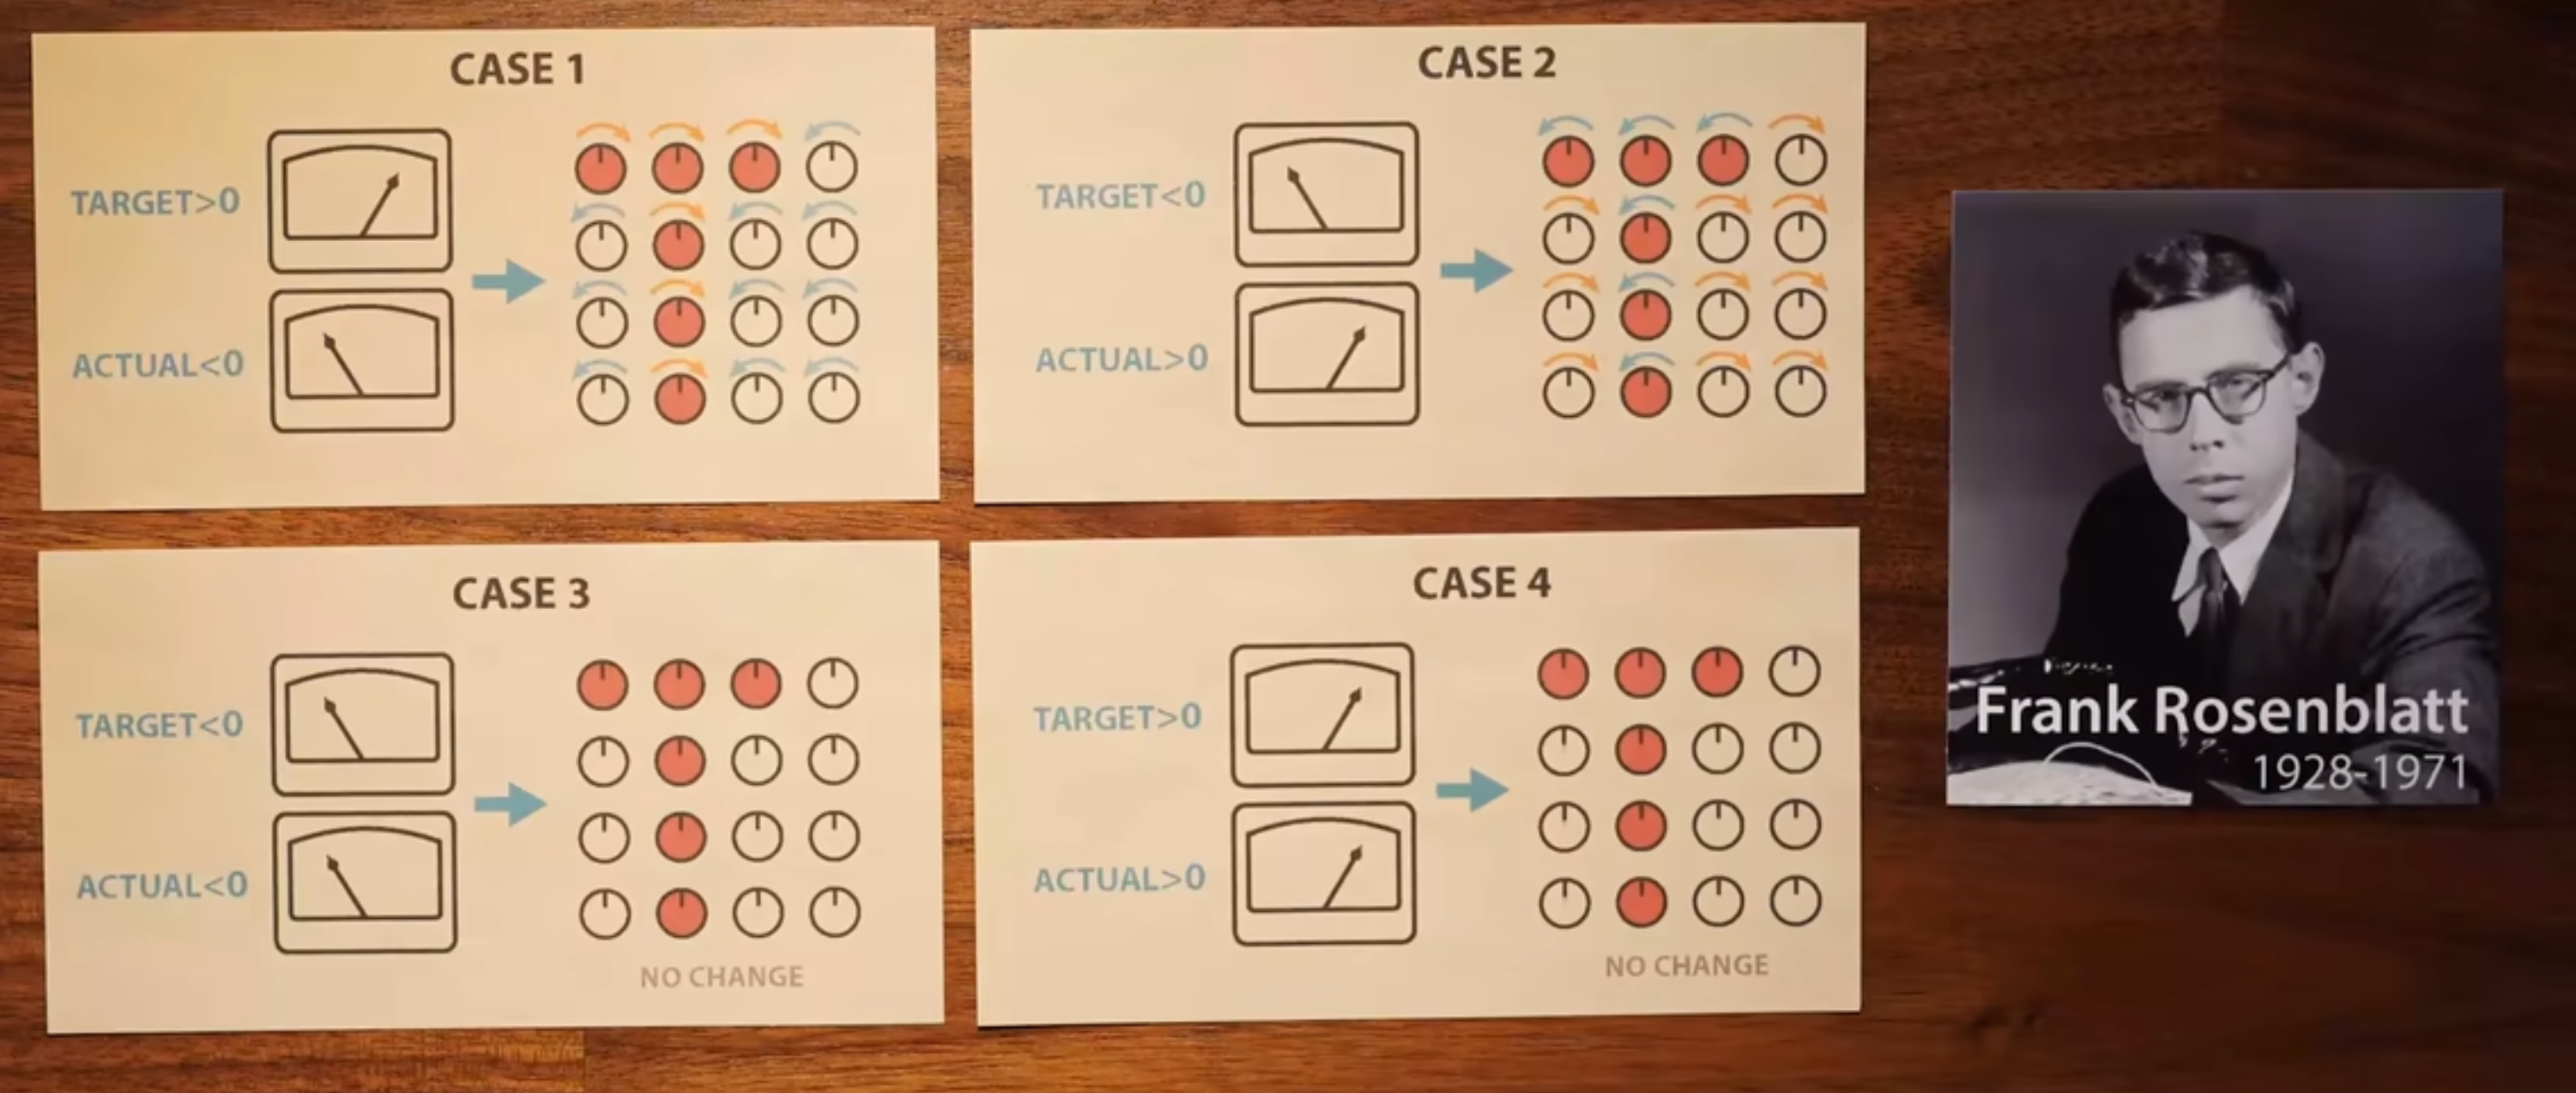 CASE 1
TARGET>0
ACTUAL<0
CASE 2
TARGET<0
ACTUAL>0
CASE 3
TARGET<0
ACTUAL<0
NO CHANGE
CASE 4
TARGET>0
ACTUAL>0
NO CHANGE
Frank Rosenblatt
1928-1971